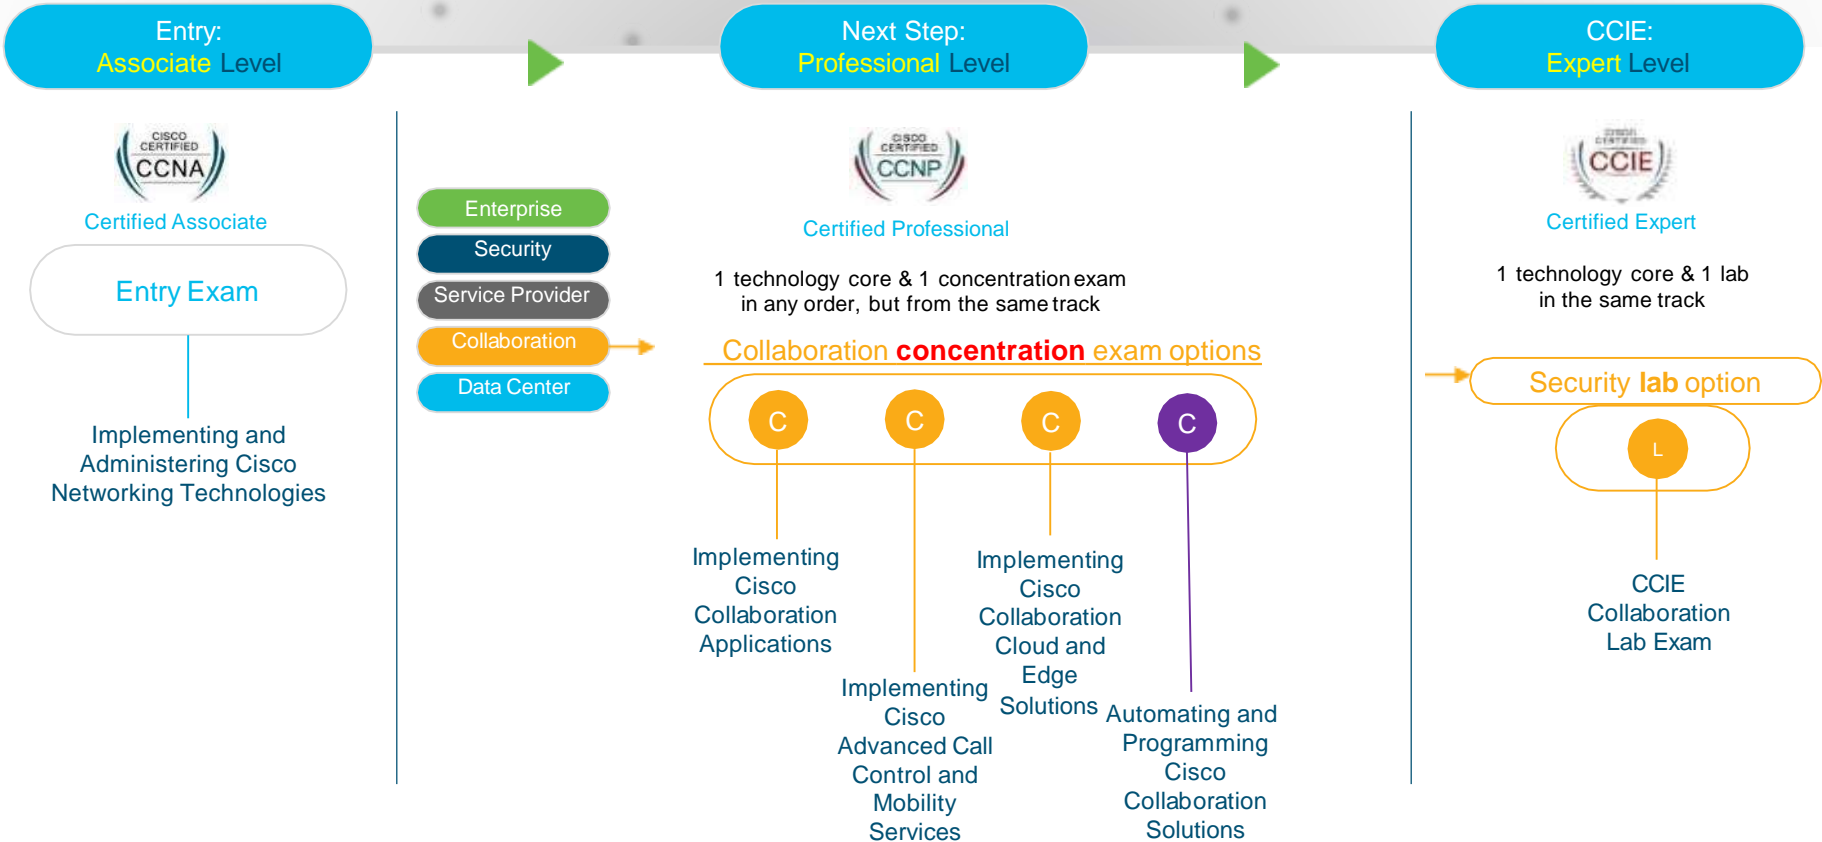 Entry:
Associate Level
Next Step:
Professional Level
CCIE:
Expert Level
CISCO
CERTIFIED
CCNA
Certified Associate
Entry Exam
Implementing and
Administering Cisco
Networking Technologies
Enterprise
Security
Service Provider
Collaboration
Data Center
CISCO
CERTIFIED
CCNP
Certified Professional
1 technology core & 1 concentration exam
in any order, but from the same track
Collaboration concentration exam options
C
C
C
C
Implementing
Cisco
Collaboration
Applications
Implementing
Cisco
Advanced Call
Control and
Mobility
Services
Implementing
Cisco
Collaboration
Cloud and
Edge
Solutions
Automating and
Programming
Cisco
Collaboration
Solutions
CISCO
CERTIFIED
CCIE
Certified Expert
1 technology core & 1 lab
in the same track
Security lab option
L
CCIE
Collaboration
Lab Exam